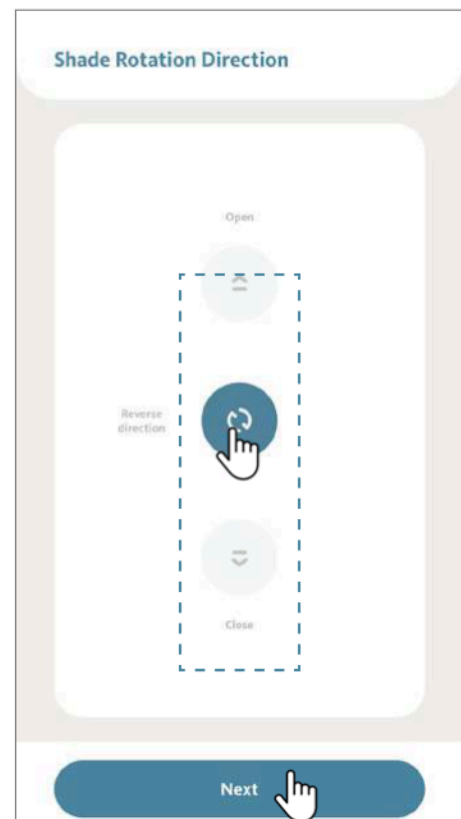 Shade Rotation Direction
Open
Reverse
direction
Close
Next